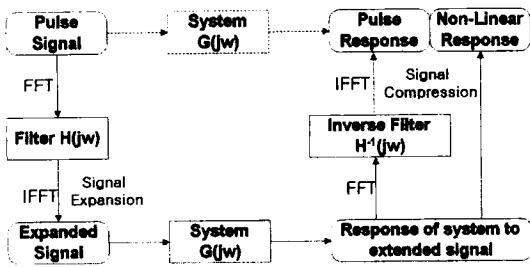 Pulse
Signal
System
G(jw)
Pulse
Response
Non-Linear
Response
FFT
IFFT
Signal
Compression
Filter H(jw)
Inverse Filter
H⁻¹(jw)
IFFT
Signal
Expansion
FFT
Expanded
Signal
System
G(jw)
Response of system to
extended signal